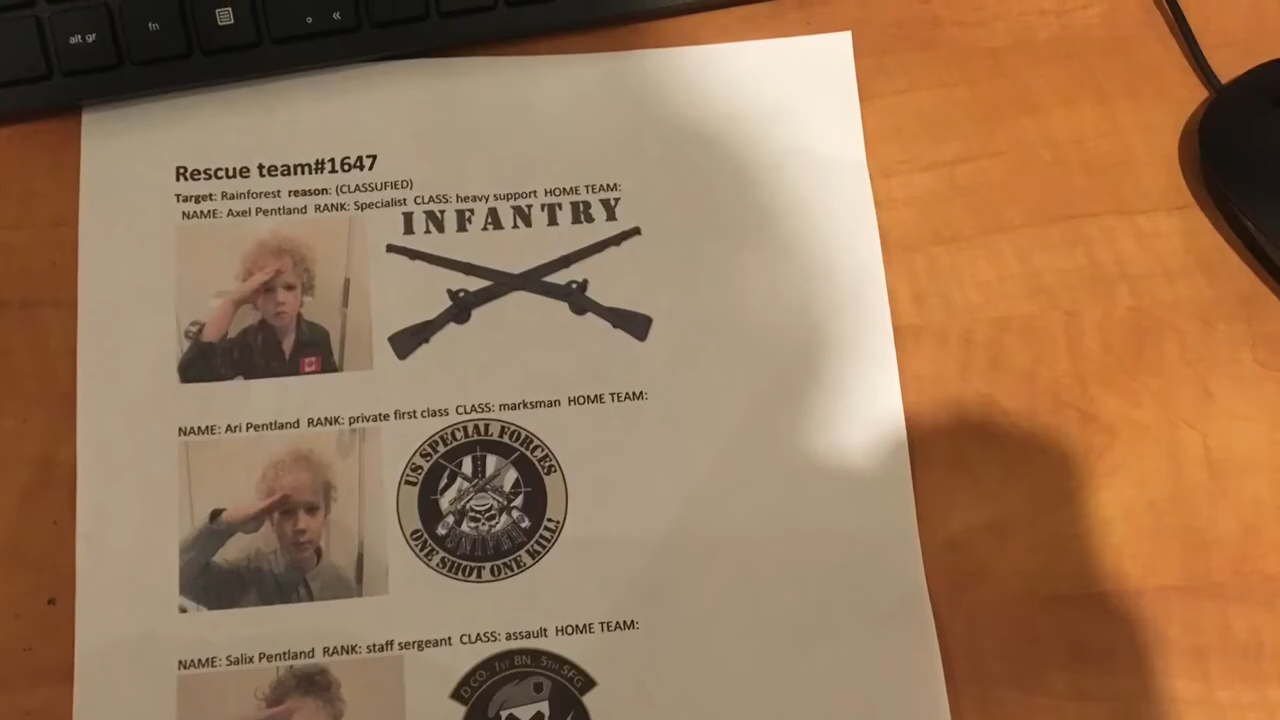 alt gr
fn
Rescue team#1647
Target: Rainforest reason: (CLASSUFIED)
NAME: Axel Pentland RANK: Specialist CLASS: heavy support HOME TEAM:
INFANTRY
NAME: Ari Pentland RANK: private first class CLASS: marksman HOME TEAM:
US SPECIAL FORCES
SNIPER
ONE SHOT ONE KILL!
NAME: Salix Pentland RANK: staff sergeant CLASS: assault HOME TEAM:
D CO. 1ST BN, 5TH SFG